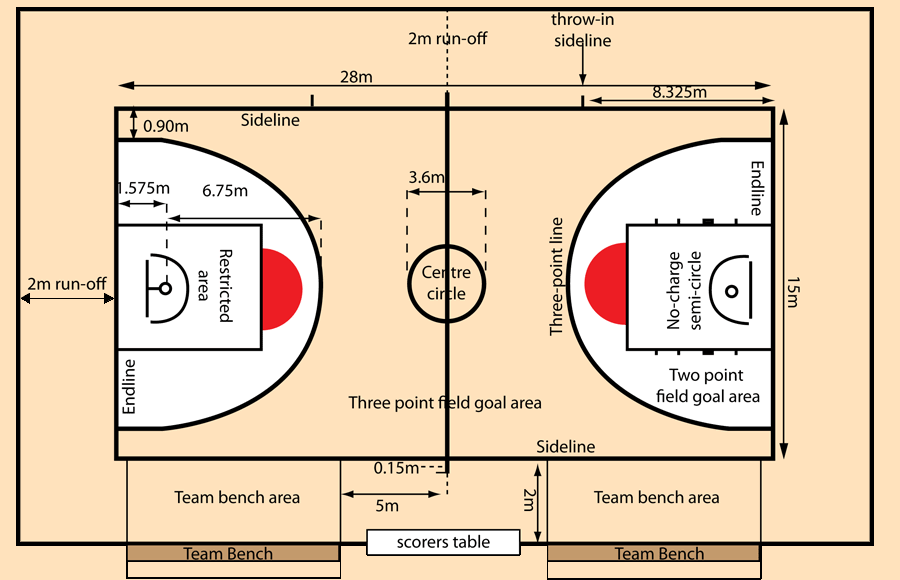 throw-in
sideline
2m run-off
28m
8.325m
Sideline
0.90m
3.6m
1.575m
6.75m
Endline
Three-point line
Restricted
area
Centre
circle
No-charge
semi-circle
2m run-off
15m
Endline
Two point
field goal area
Three point field goal area
Sideline
0.15m
Team bench area
5m
2m
Team bench area
scorers table
Team Bench
Team Bench